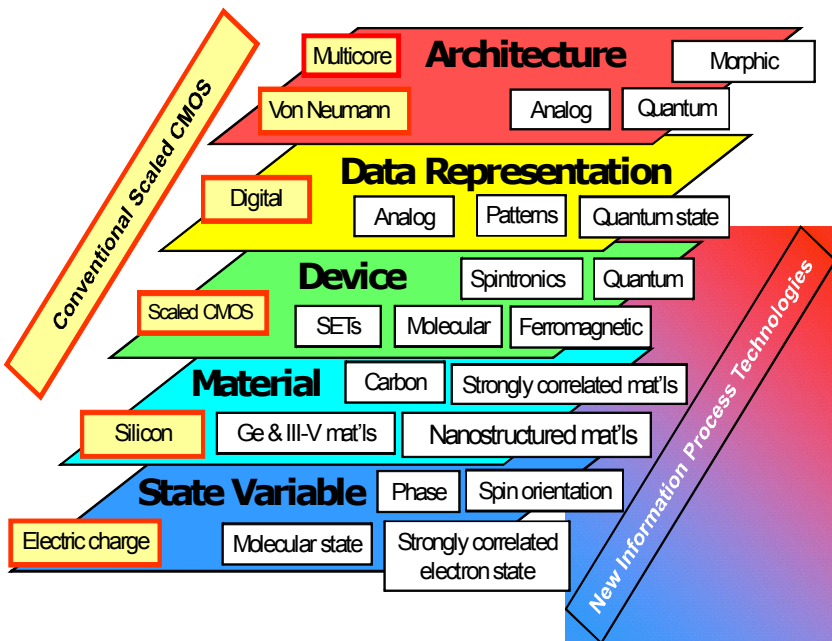 Multicore
Architecture
Morphic
Von Neumann
Analog
Quantum
Conventional Scaled CMOS
Data Representation
Digital
Analog
Patterns
Quantum state
Device
Spintronics
Quantum
Scaled CMOS
SETs
Molecular
Ferromagnetic
Material
Carbon
Strongly correlated mat'ls
Silicon
Ge & III-V mat'ls
Nanostructured mat'ls
New Information Process Technologies
State Variable
Phase
Spin orientation
Electric charge
Molecular state
Strongly correlated
electron state